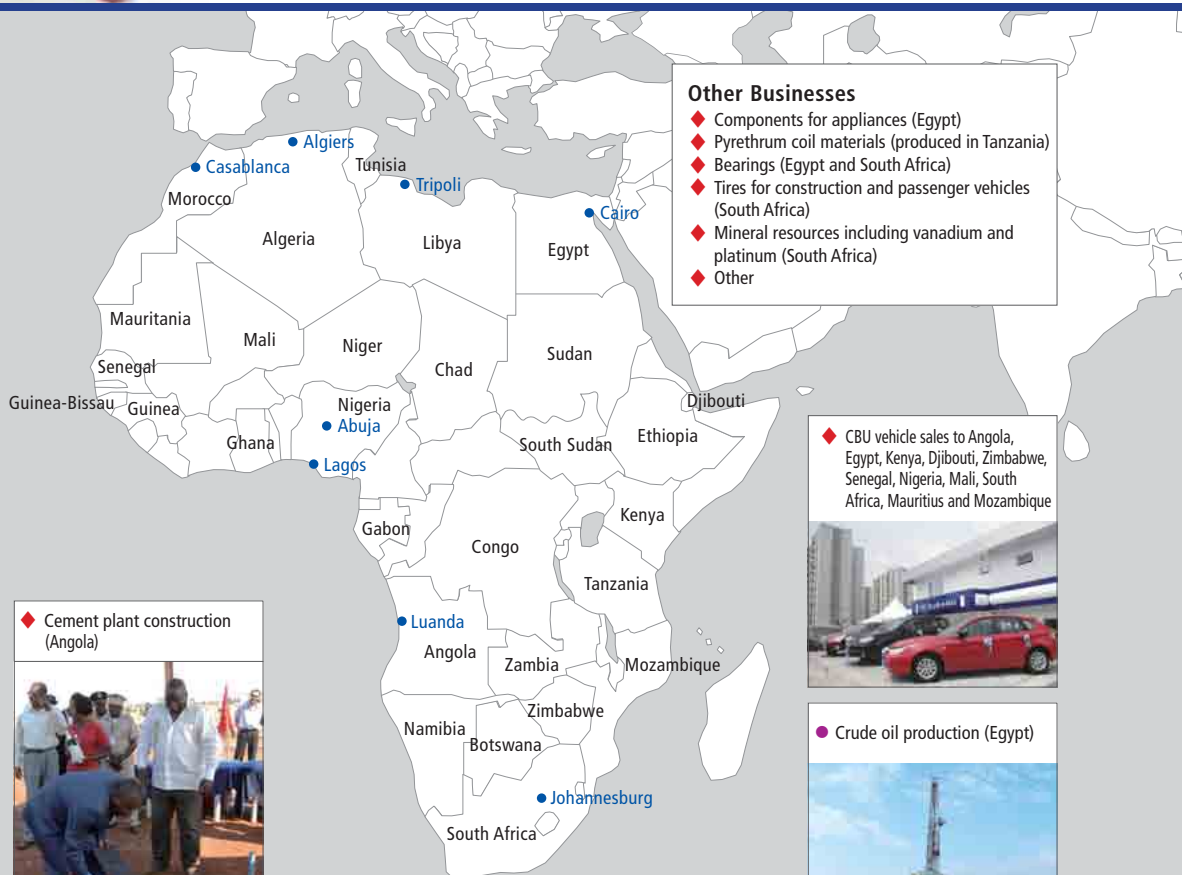 Other Businesses
◆ Components for appliances (Egypt)
◆ Pyrethrum coil materials (produced in Tanzania)
◆ Bearings (Egypt and South Africa)
◆ Tires for construction and passenger vehicles
(South Africa)
◆ Mineral resources including vanadium and
platinum (South Africa)
◆ Other
Algiers
Casablanca
Tunisia
Tripoli
Morocco
Cairo
Algeria
Libya
Egypt
Mauritania
Mali
Niger
Chad
Sudan
Senegal
Guinea-Bissau
Guinea
Nigeria
Djibouti
Abuja
Ghana
South Sudan
Ethiopia
Lagos
Kenya
Gabon
Congo
Tanzania
Luanda
Angola
Zambia
Mozambique
Zimbabwe
Namibia
Botswana
Johannesburg
South Africa
◆ CBU vehicle sales to Angola,
Egypt, Kenya, Djibouti, Zimbabwe,
Senegal, Nigeria, Mali, South
Africa, Mauritius and Mozambique
◆ Cement plant construction
(Angola)
● Crude oil production (Egypt)